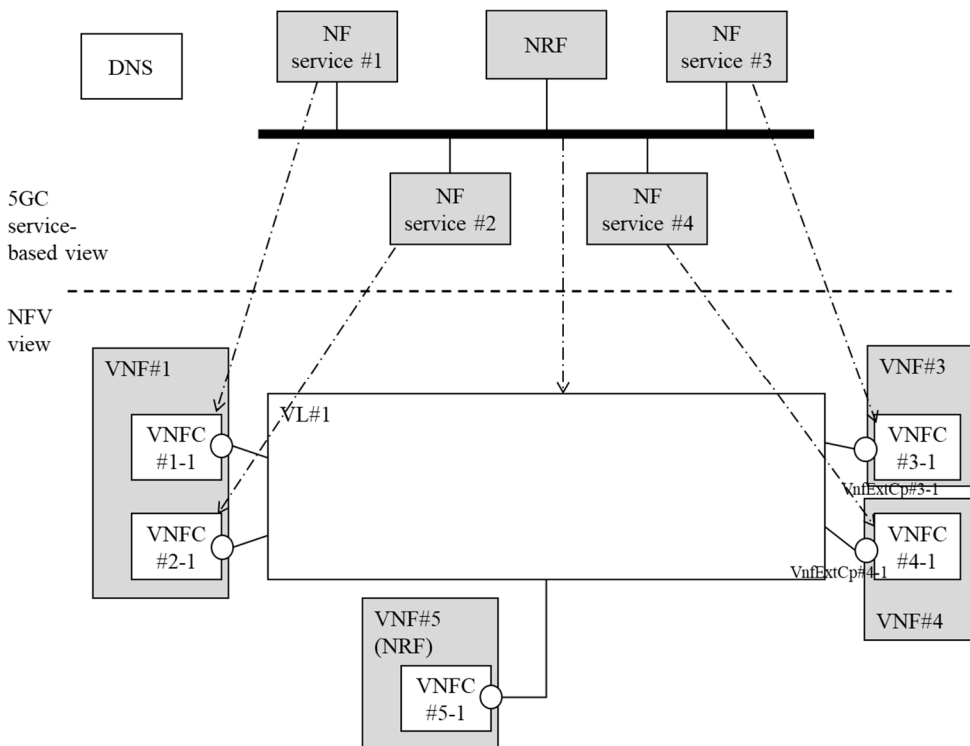 DNS
NF
service #1
NRF
NF
service #3
NF
service #2
NF
service #4
5GC
service-
based view
NFV
view
VNF#1
VNFC
#1-1
VNFC
#2-1
VL#1
VNF#3
VNFC
#3-1
VnfExtCp#3-1
VNFC
#4-1
VnfExtCp#4-1
VNF#4
VNF#5
(NRF)
VNFC
#5-1